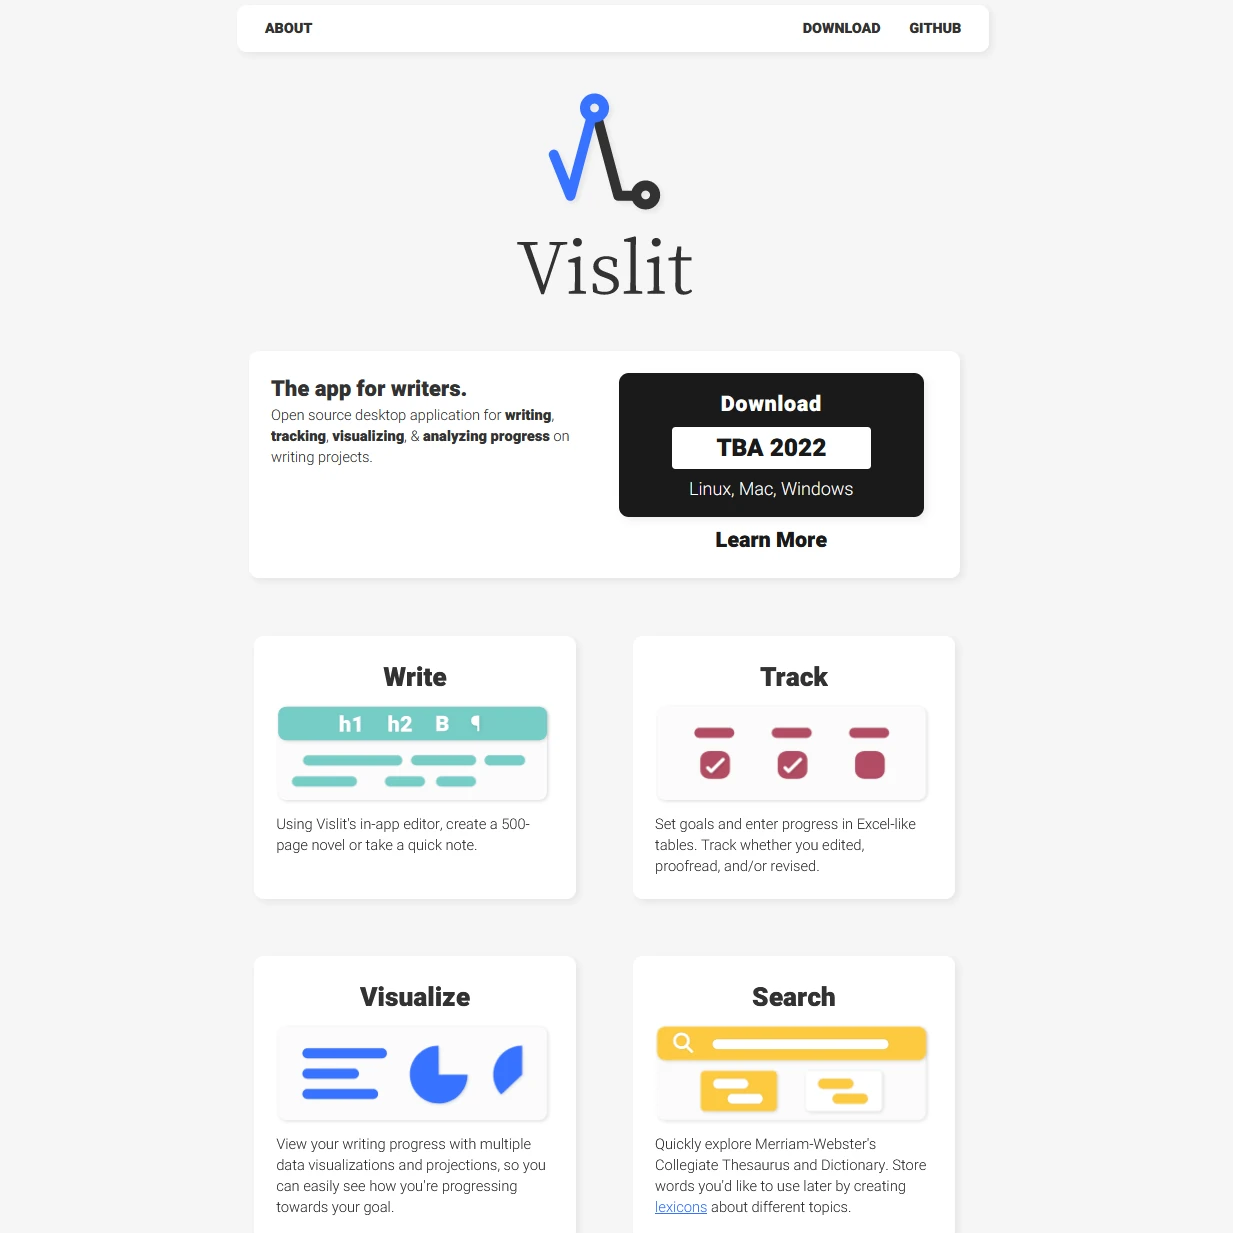 ABOUT
DOWNLOAD
GITHUB
Vislit
The app for writers.
Open source desktop application for writing,
tracking, visualizing, & analyzing progress on
writing projects.
Download
TBA 2022
Linux, Mac, Windows
Learn More
Write
h1 h2 B ¶
Using Vislit's in-app editor, create a 500-
page novel or take a quick note.
Track
Set goals and enter progress in Excel-like
tables. Track whether you edited,
proofread, and/or revised.
Visualize
View your writing progress with multiple
data visualizations and projections, so you
can easily see how you're progressing
towards your goal.
Search
Quickly explore Merriam-Webster's
Collegiate Thesaurus and Dictionary. Store
words you'd like to use later by creating
lexicons about different topics.